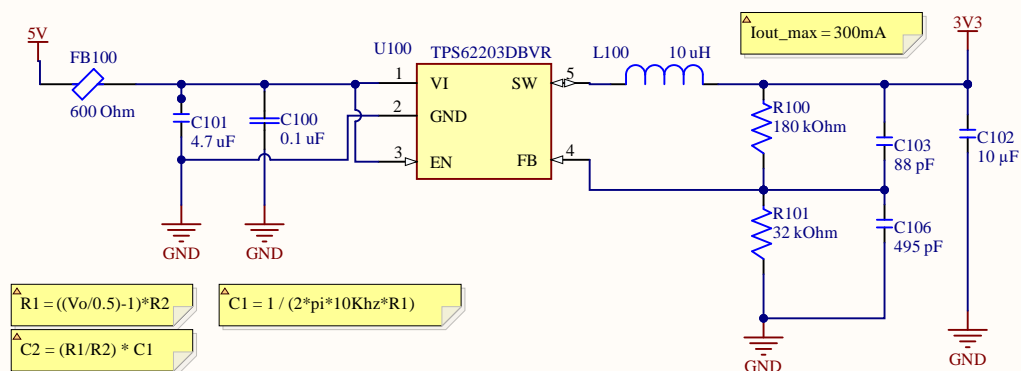 5V
FB100
600 Ohm
C101
4.7 uF
C100
0.1 uF
GND
GND
U100
TPS62203DBVR
1
VI
2
GND
3
EN
SW
5
FB
4
L100
10 uH
Iout_max = 300mA
3V3
R100
180 kOhm
C103
88 pF
C102
10 µF
R101
32 kOhm
C106
495 pF
GND
GND
R1 = ((Vo/0.5)-1)*R2
C1 = 1 / (2*pi*10Khz*R1)
C2 = (R1/R2) * C1